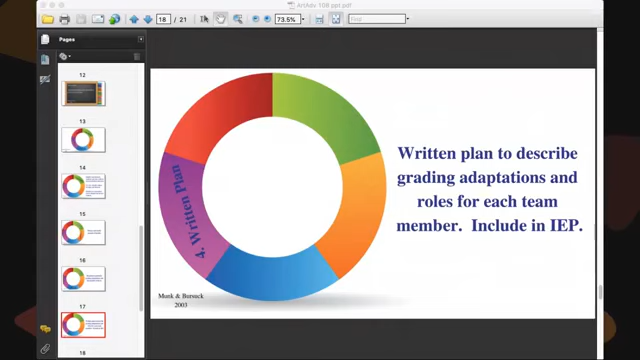 ArtAdv-108 ppt.pdf
18 / 21
73.5%
Find
Pages
12
13
14
15
16
17
18
4. Written Plan
Written plan to describe
grading adaptations and
roles for each team
member. Include in IEP.
Munk & Bursuck
2003